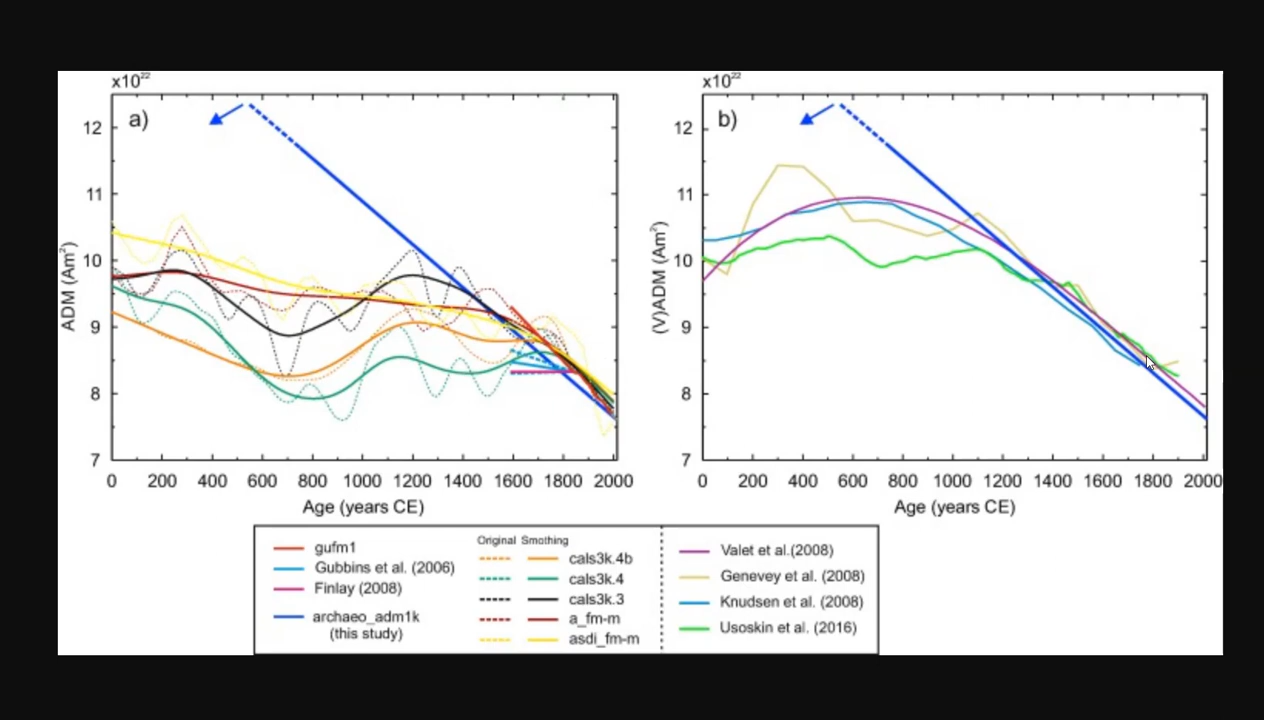 x10²²
a)
12
11
10
9
8
7
ADM (Am²)
0 200 400 600 800 1000 1200 1400 1600 1800 2000
Age (years CE)
x10²²
b)
12
11
10
9
8
7
(V)ADM (Am²)
0 200 400 600 800 1000 1200 1400 1600 1800 2000
Age (years CE)
gufm1
Gubbins et al. (2006)
Finlay (2008)
archaeo_adm1k
(this study)
Original Smothing
cals3k.4b
cals3k.4
cals3k.3
a_fm-m
asdi_fm-m
Valet et al.(2008)
Genevey et al. (2008)
Knudsen et al. (2008)
Usoskin et al. (2016)